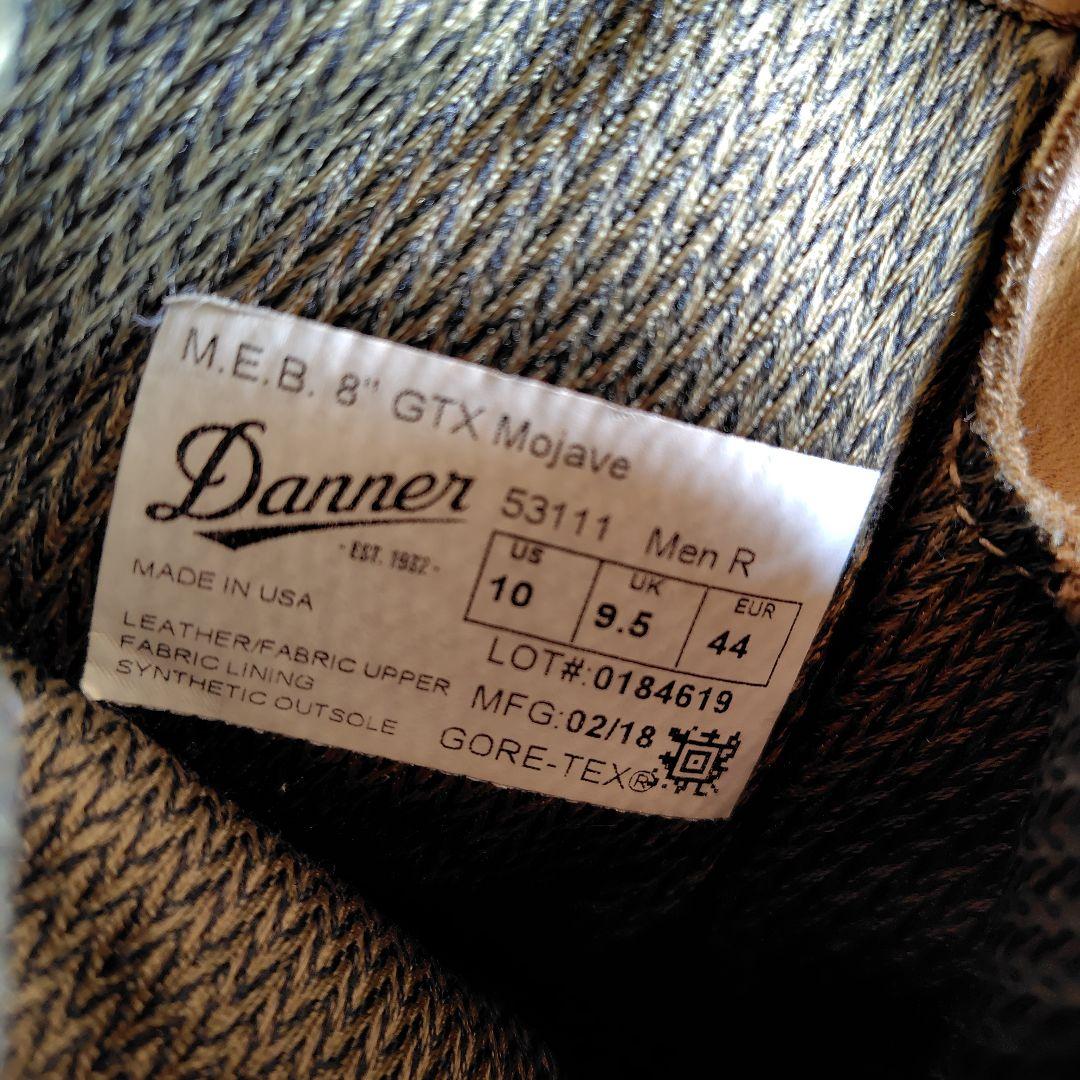 M.E.B. 8" GTX Mojave
Danner
-EST. 1932-
53111 Men R
US UK EUR
10 9.5 44
MADE IN USA
LEATHER/FABRIC UPPER
FABRIC LINING
SYNTHETIC OUTSOLE
LOT#:0184619
MFG:02/18
GORE-TEX®